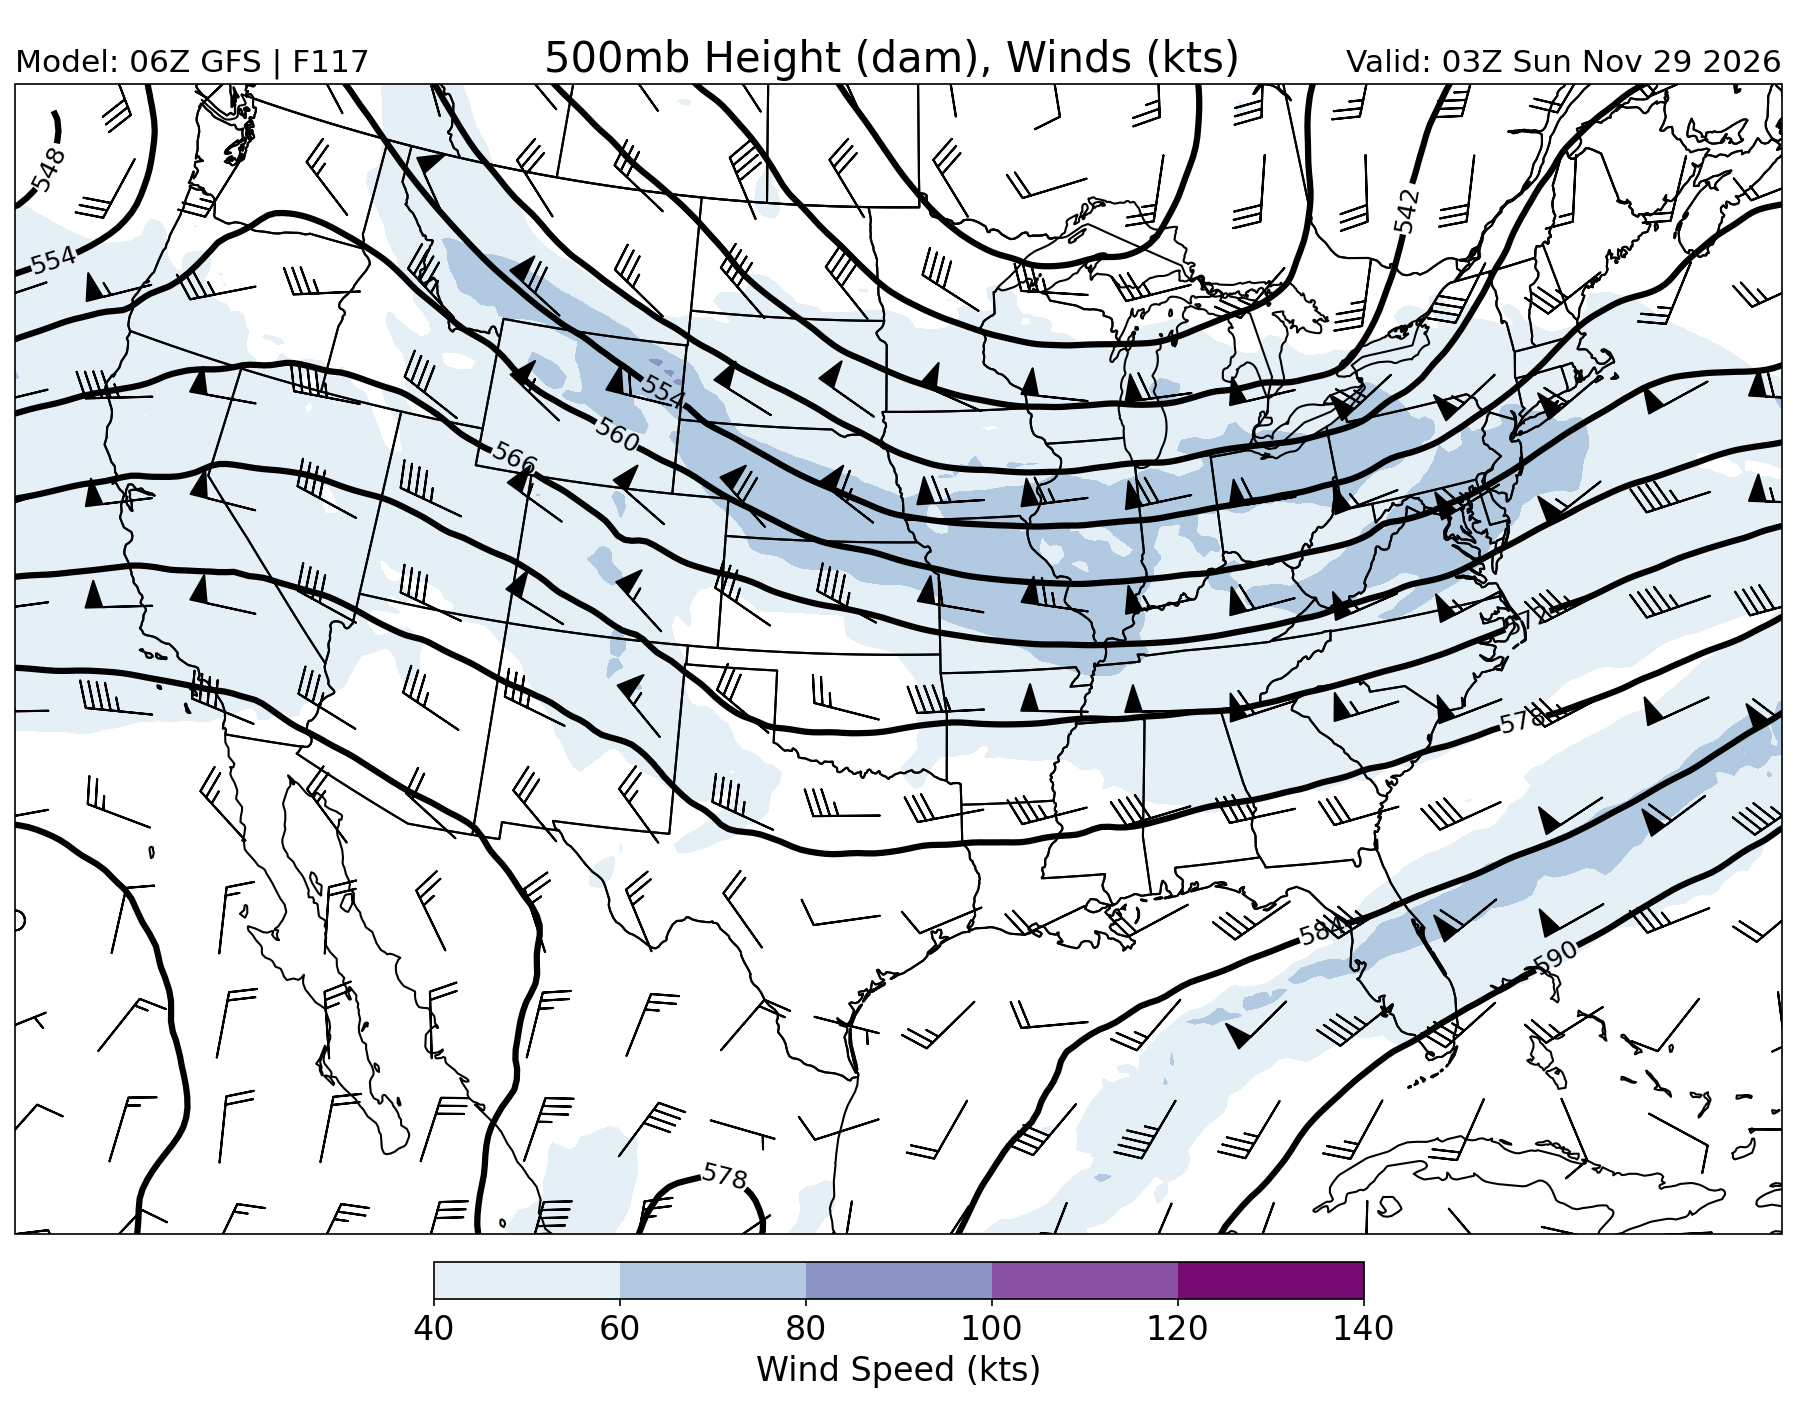 Model: 06Z GFS | F117
500mb Height (dam), Winds (kts)
Valid: 03Z Sun Nov 29 2026
548
542
554
554
560
566
572
578
584
590
578
40 60 80 100 120 140
Wind Speed (kts)